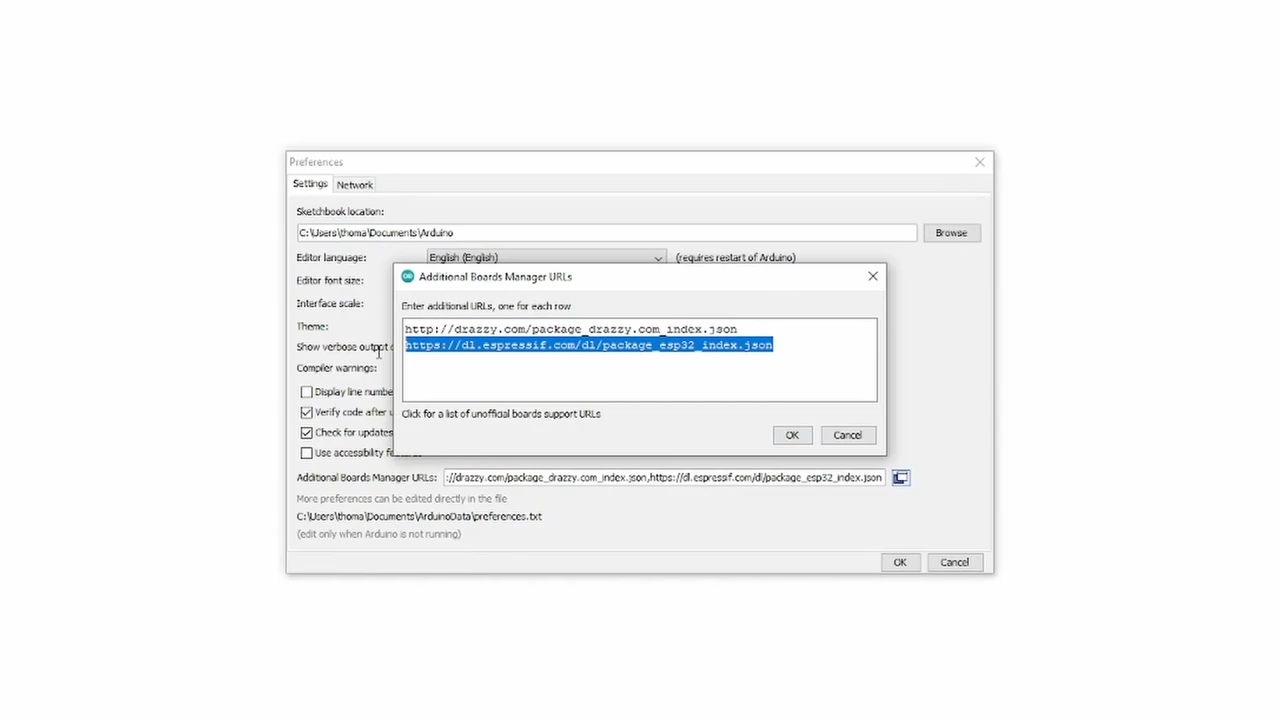 Preferences
Settings
Network
Sketchbook location:
C:\Users\thoma\Documents\Arduino
Browse
Editor language:
English (English)
(requires restart of Arduino)
Editor font size:
Additional Boards Manager URLs
Interface scale:
Enter additional URLs, one for each row
Theme:
http://drazzy.com/package_drazzy.com_index.json
Show verbose output
https://dl.espressif.com/dl/package_esp32_index.json
Compiler warnings:
Display line numbe
Verify code after u
Click for a list of unofficial boards support URLs
Check for updates
OK
Cancel
Use accessibility fe
Additional Boards Manager URLs:
://drazzy.com/package_drazzy.com_index.json,https://dl.espressif.com/dl/package_esp32_index.json
More preferences can be edited directly in the file
C:\Users\thoma\Documents\ArduinoData\preferences.txt
(edit only when Arduino is not running)
OK
Cancel